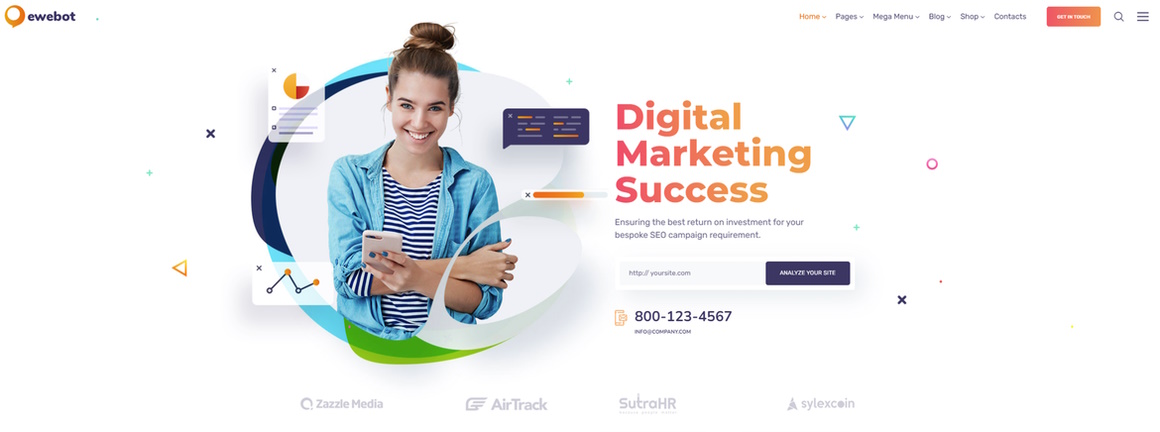 ewebot
Home
Pages
Mega Menu
Blog
Shop
Contacts
GET IN TOUCH
Digital
Marketing
Success
Ensuring the best return on investment for your
bespoke SEO campaign requirement.
http:// yoursite.com
ANALYZE YOUR SITE
800-123-4567
INFO@COMPANY.COM
Zazzle Media
AirTrack
SutraHR
sylexcoin